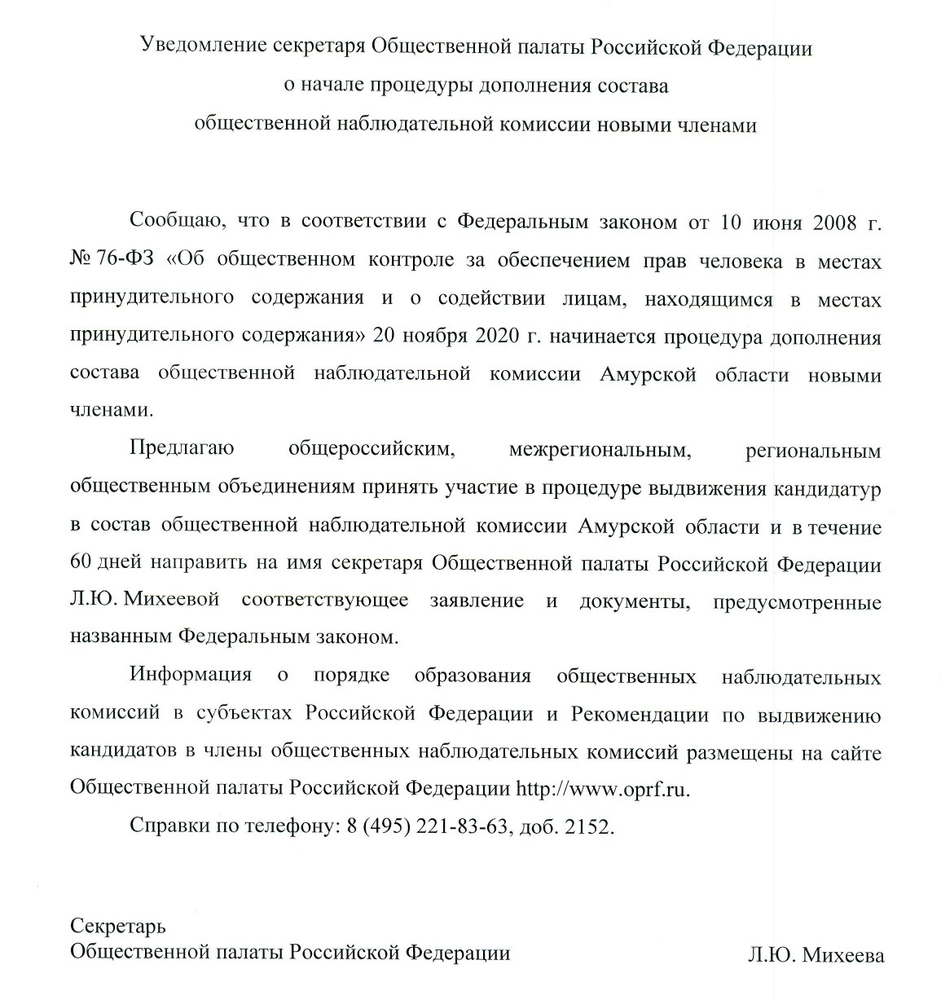 Уведомление секретаря Общественной палаты Российской Федерации
о начале процедуры дополнения состава
общественной наблюдательной комиссии новыми членами
Сообщаю, что в соответствии с Федеральным законом от 10 июня 2008 г.
№ 76-ФЗ «Об общественном контроле за обеспечением прав человека в местах
принудительного содержания и о содействии лицам, находящимся в местах
принудительного содержания» 20 ноября 2020 г. начинается процедура дополнения
состава общественной наблюдательной комиссии Амурской области новыми
членами.
Предлагаю общероссийским, межрегиональным, региональным
общественным объединениям принять участие в процедуре выдвижения кандидатур
в состав общественной наблюдательной комиссии Амурской области и в течение
60 дней направить на имя секретаря Общественной палаты Российской Федерации
Л.Ю. Михеевой соответствующее заявление и документы, предусмотренные
названным Федеральным законом.
Информация о порядке образования общественных наблюдательных
комиссий в субъектах Российской Федерации и Рекомендации по выдвижению
кандидатов в члены общественных наблюдательных комиссий размещены на сайте
Общественной палаты Российской Федерации http://www.oprf.ru.
Справки по телефону: 8 (495) 221-83-63, доб. 2152.
Секретарь
Общественной палаты Российской Федерации Л.Ю. Михеева